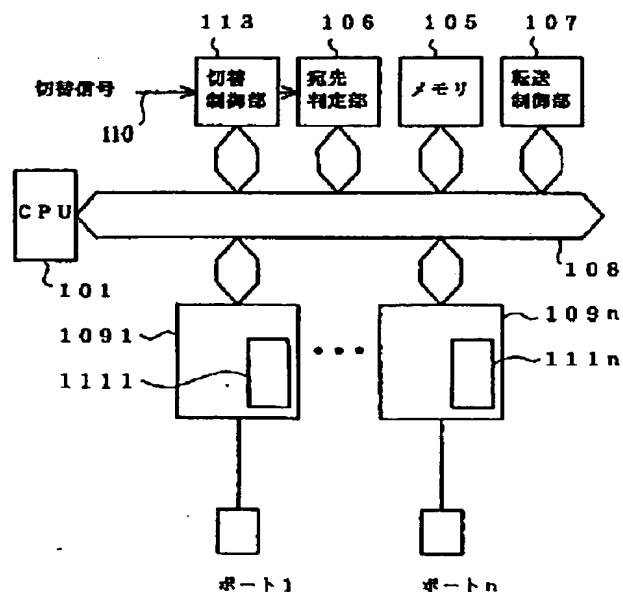 113 106 105 107
切替信号
切替
制御部
宛先
判定部
メモリ
転送
制御部
110
CPU
101
108
1091
109n
1111
111n
ポート1
ポートn